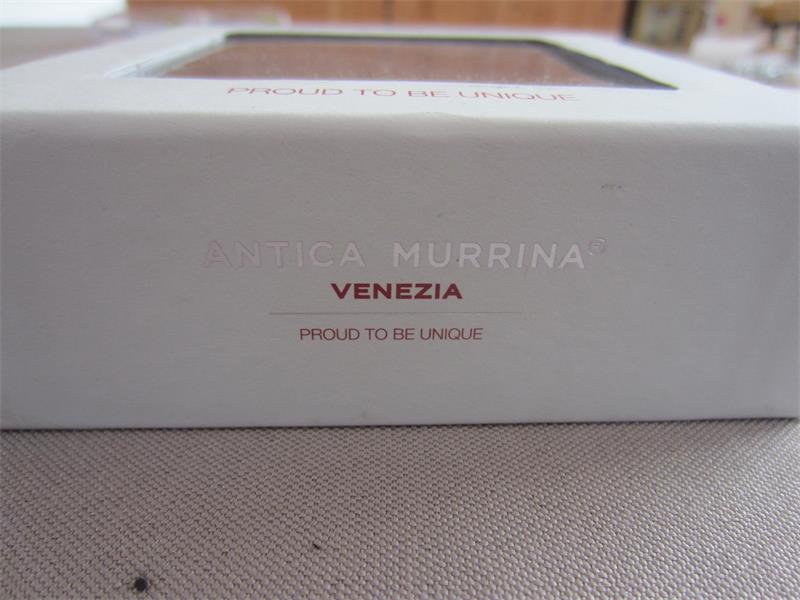 PROUD TO BE UNIQUE
ANTICA MURRINA®
VENEZIA
PROUD TO BE UNIQUE